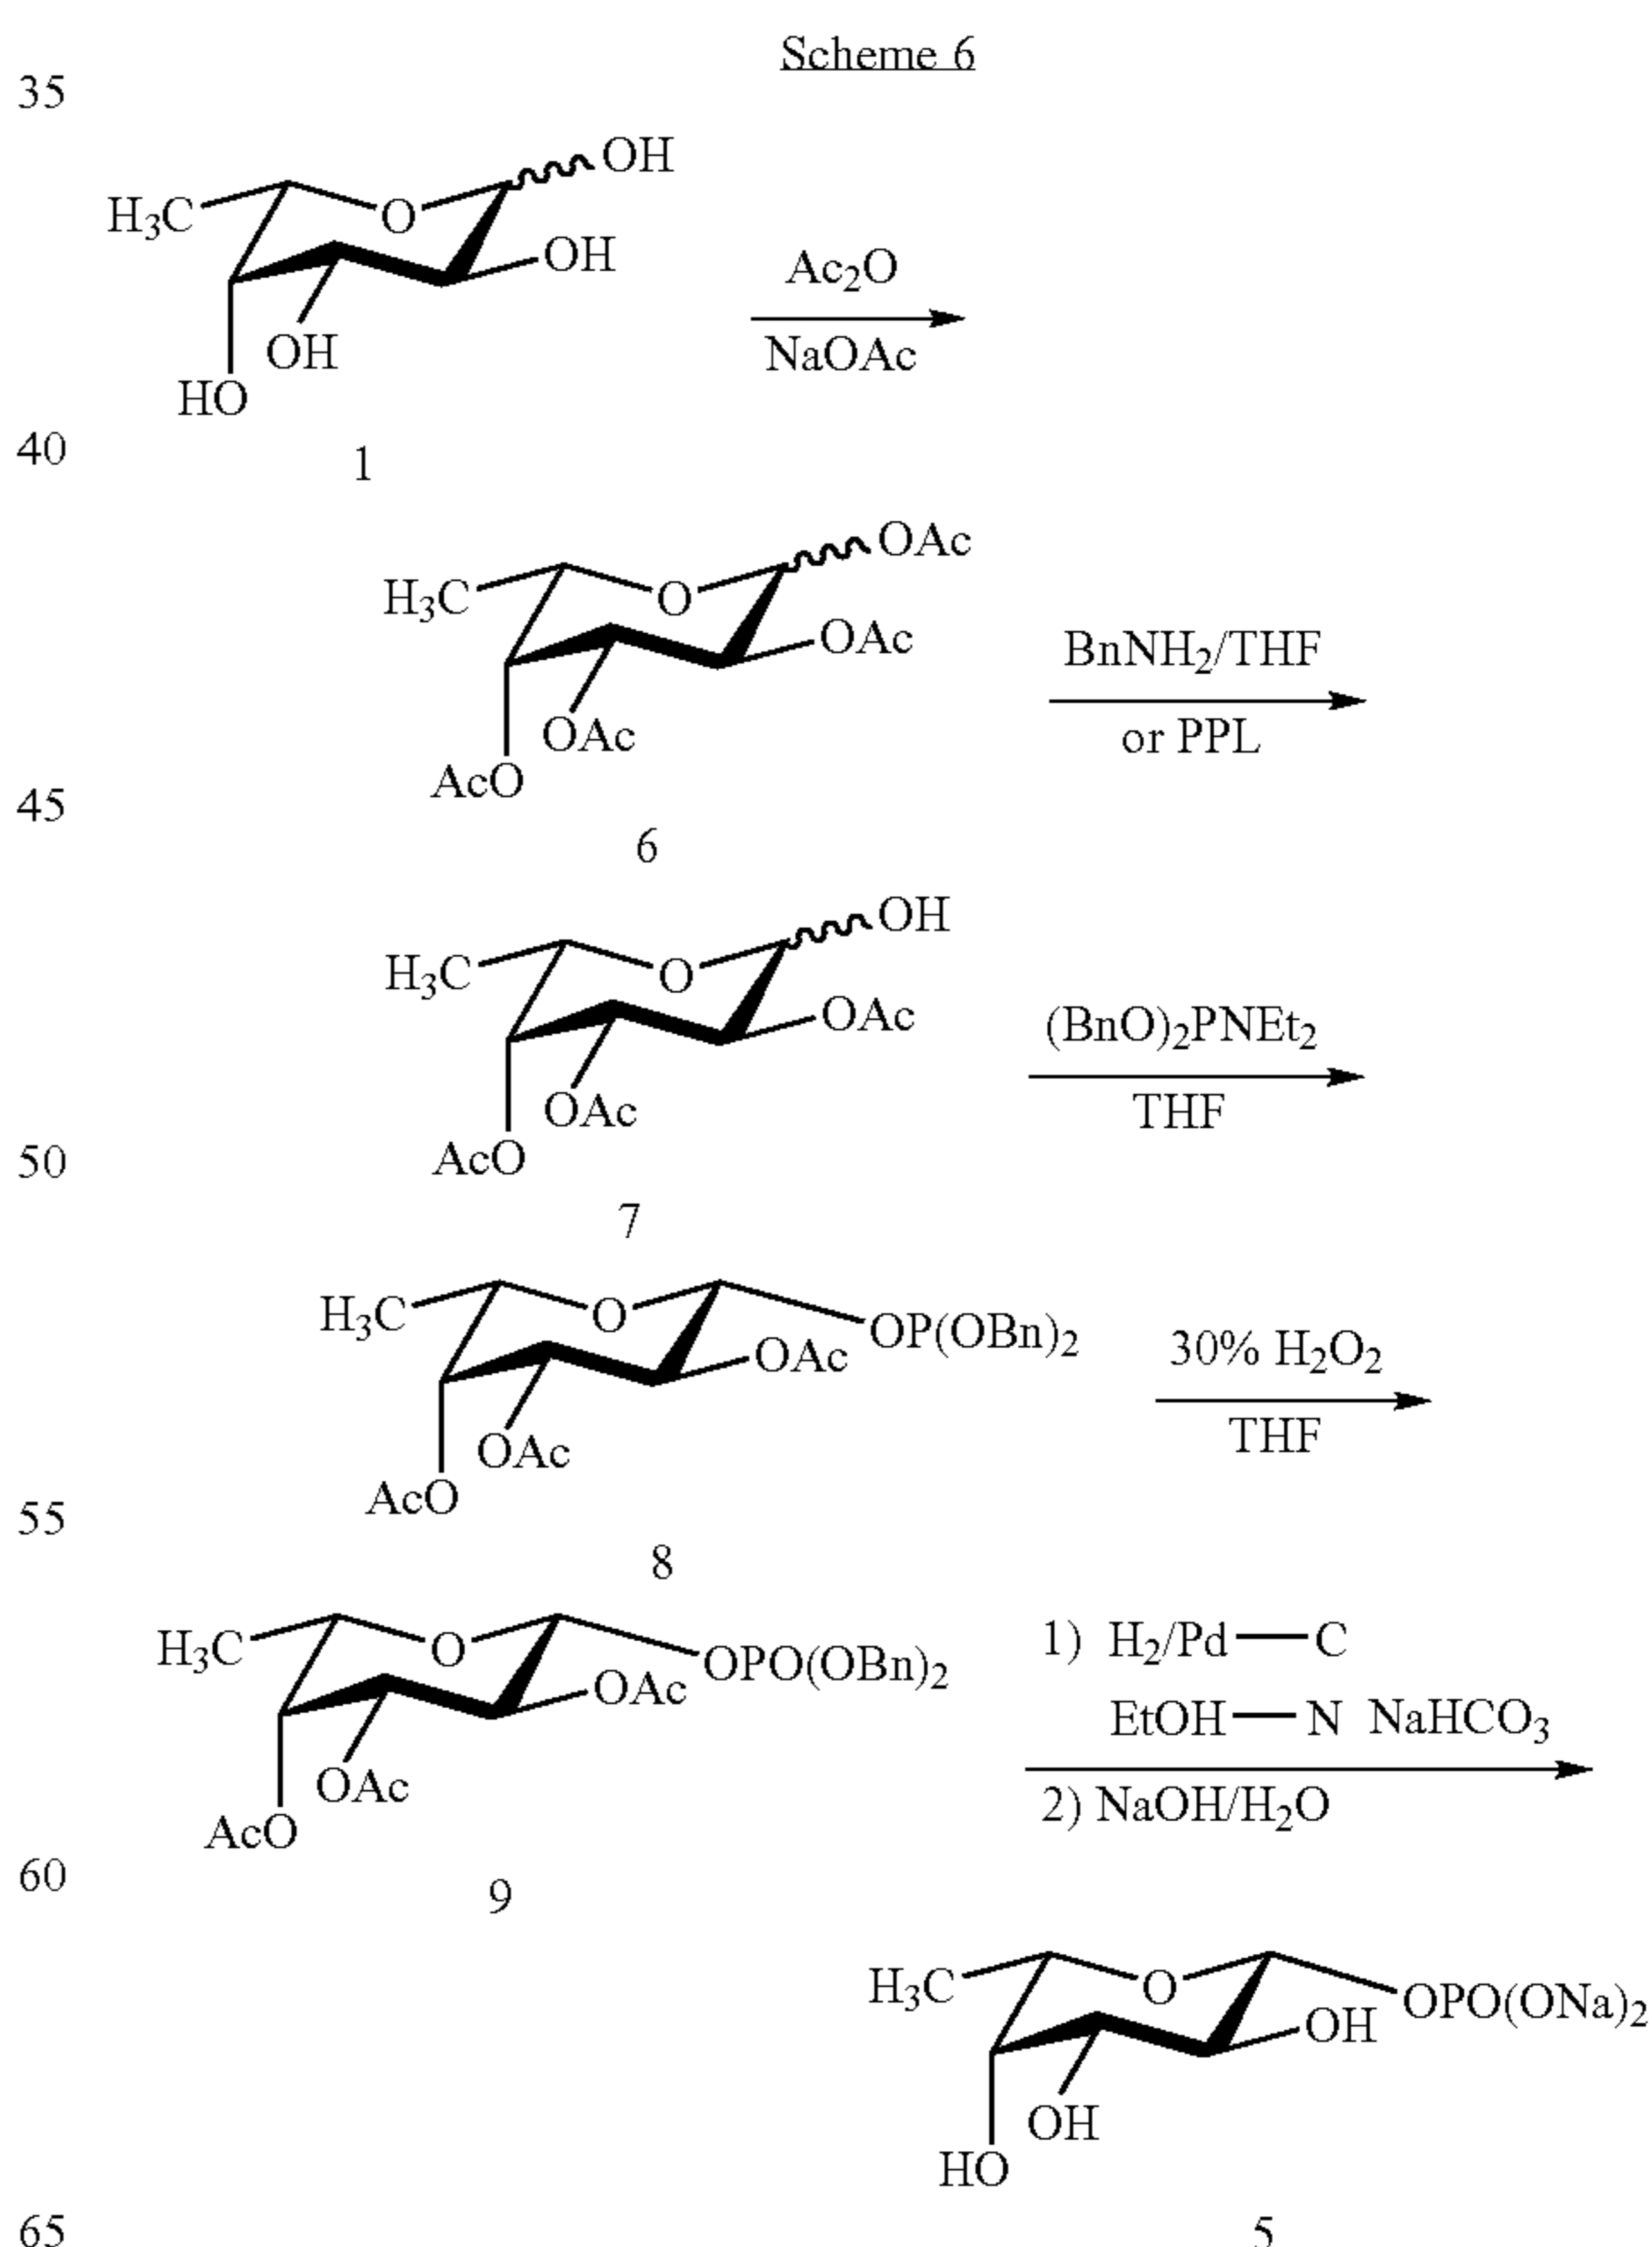 Scheme 6
35
OH
H₃C
O
OH
OH
HO
Ac₂O
NaOAc
1
40
OAc
H₃C
O
OAc
OAc
AcO
BnNH₂/THF
or PPL
6
45
OH
H₃C
O
OAc
OAc
AcO
(BnO)₂PNEt₂
THF
7
50
H₃C
O
OP(OBn)₂
OAc
OAc
AcO
30% H₂O₂
THF
8
55
H₃C
O
OPO(OBn)₂
OAc
OAc
AcO
1) H₂/Pd—C
EtOH—N NaHCO₃
2) NaOH/H₂O
9
60
H₃C
O
OPO(ONa)₂
OH
OH
HO
5
65